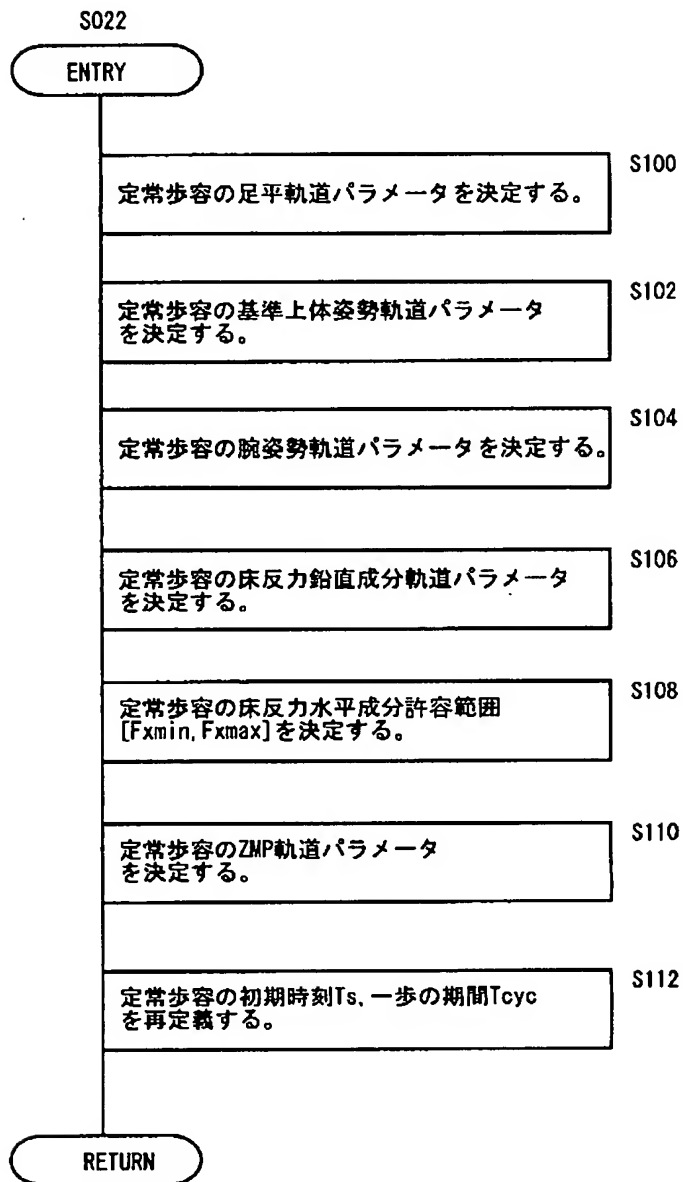 S022
ENTRY
S100
定常歩容の足平軌道パラメータを決定する。
S102
定常歩容の基準上体姿勢軌道パラメータ
を決定する。
S104
定常歩容の腕姿勢軌道パラメータを決定する。
S106
定常歩容の床反力鉛直成分軌道パラメータ
を決定する。
S108
定常歩容の床反力水平成分許容範囲
[Fxmin,Fxmax]を決定する。
S110
定常歩容のZMP軌道パラメータ
を決定する。
S112
定常歩容の初期時刻Ts,一歩の期間Tcyc
を再定義する。
RETURN